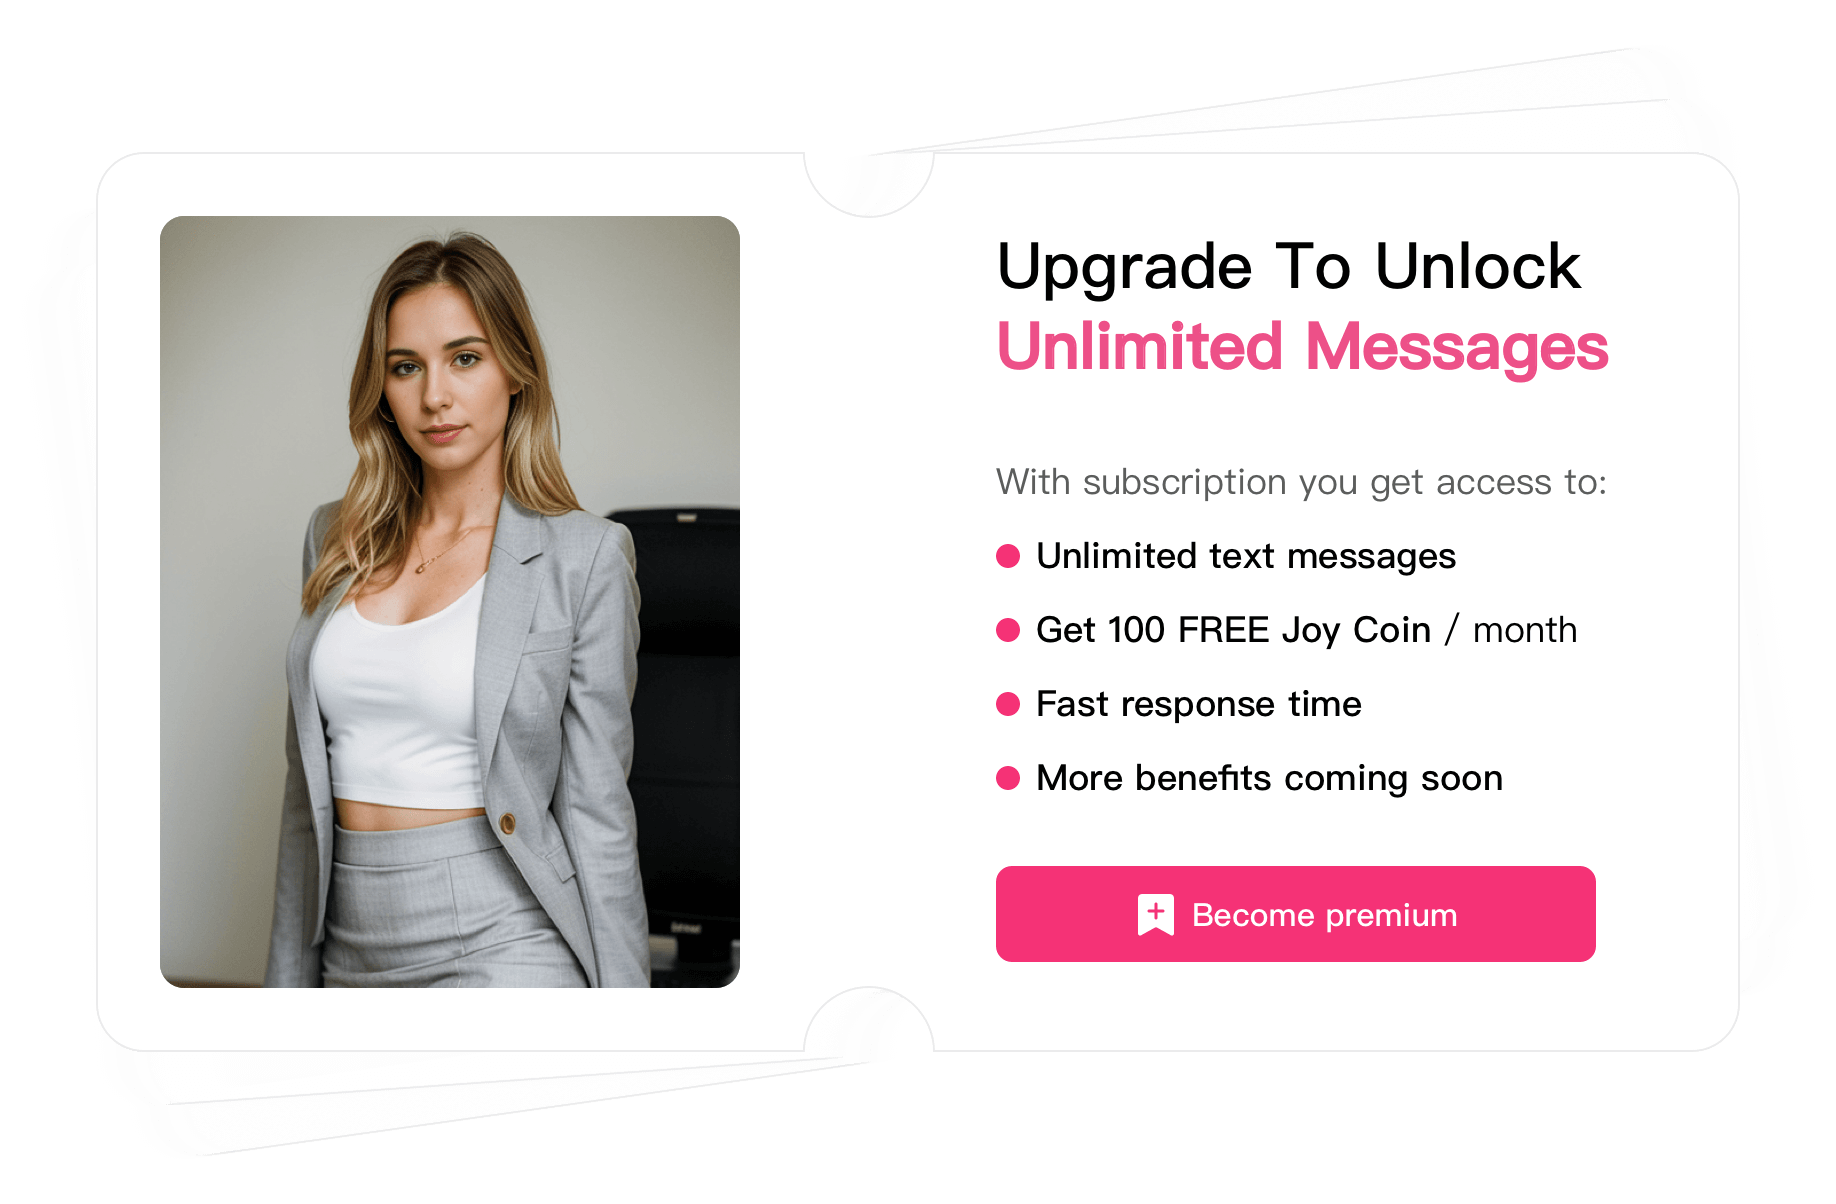 Upgrade To Unlock
Unlimited Messages
With subscription you get access to:
Unlimited text messages
Get 100 FREE Joy Coin / month
Fast response time
More benefits coming soon
Become premium